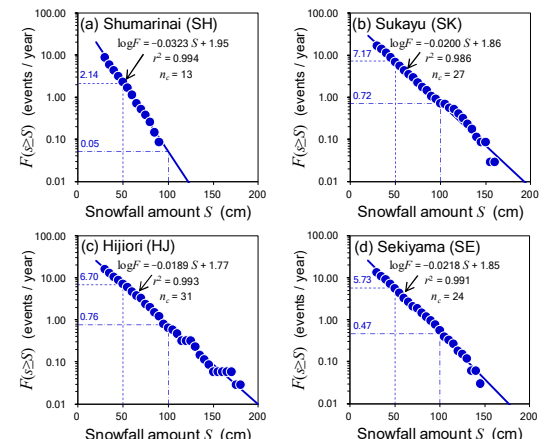 (a) Shumarinai (SH)
logF = −0.0323 S + 1.95
r² = 0.994
n_c = 13
100.00
10.00
1.00
0.10
0.01
2.14
0.05
0 50 100 150 200
F(s≥S) (events / year)
Snowfall amount S (cm)
(b) Sukayu (SK)
logF = −0.0200 S + 1.86
r² = 0.986
n_c = 27
100.00
10.00
1.00
0.10
0.01
7.17
0.72
0 50 100 150 200
F(s≥S) (events / year)
Snowfall amount S (cm)
(c) Hijiori (HJ)
logF = −0.0189 S + 1.77
r² = 0.993
n_c = 31
100.00
10.00
1.00
0.10
0.01
6.70
0.76
0 50 100 150 200
F(s≥S) (events / year)
Snowfall amount S (cm)
(d) Sekiyama (SE)
logF = −0.0218 S + 1.85
r² = 0.991
n_c = 24
100.00
10.00
1.00
0.10
0.01
5.73
0.47
0 50 100 150 200
F(s≥S) (events / year)
Snowfall amount S (cm)